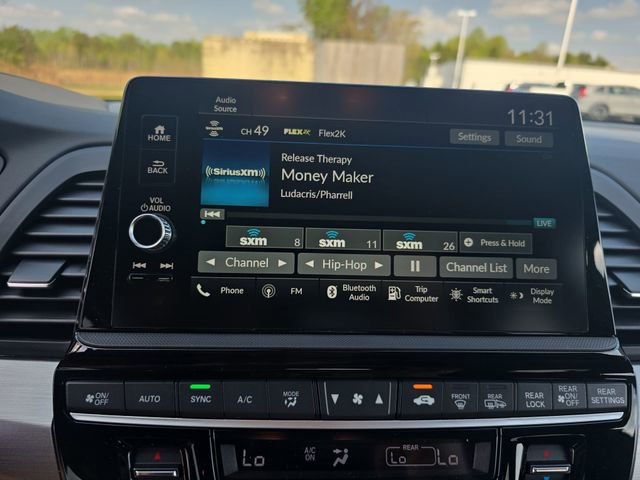 Audio
Source
11:31
HOME
BACK
VOL
AUDIO
SiriusXM
CH 49
FLEX2K
Flex2K
Settings
Sound
((SiriusXM))
Release Therapy
Money Maker
Ludacris/Pharrell
LIVE
sxm 8
sxm 11
sxm 26
Press & Hold
Channel
Hip-Hop
Channel List
More
Phone
FM
Bluetooth
Audio
Trip
Computer
Smart
Shortcuts
Display
Mode
ON/
OFF
AUTO
SYNC
A/C
MODE
FRONT
REAR
REAR
LOCK
REAR
ON/
OFF
REAR
SETTINGS
Lo
A/C
ON
REAR
Lo
Lo